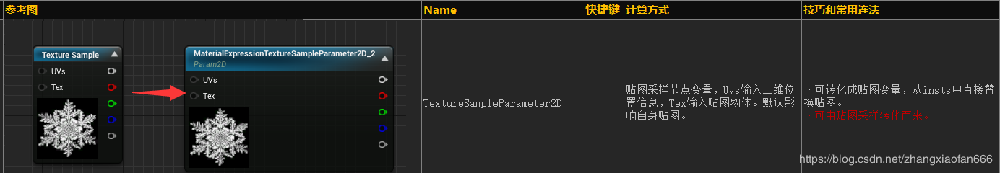 参考图
Name
快捷键
计算方式
技巧和常用连法
Texture Sample
UVs
Tex
MaterialExpressionTextureSampleParameter2D_2
Param2D
UVs
Tex
TextureSampleParameter2D
贴图采样节点变量，Uvs输入二维位
置信息，Tex输入贴图物体。默认影
响自身贴图。
·可转化成贴图变量，从insts中直接替
换贴图。
·可由贴图采样转化而来。
https://blog.csdn.net/zhangxiaofan666